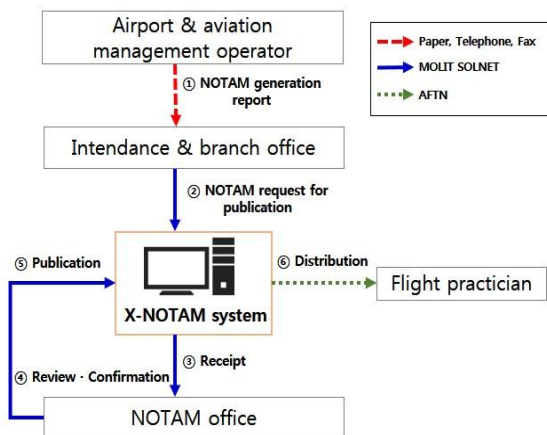 Airport & aviation
management operator
Paper, Telephone, Fax
MOLIT SOLNET
AFTN
① NOTAM generation
report
Intendance & branch office
② NOTAM request for
publication
⑤ Publication
⑥ Distribution
Flight practician
X-NOTAM system
③ Receipt
④ Review · Confirmation
NOTAM office